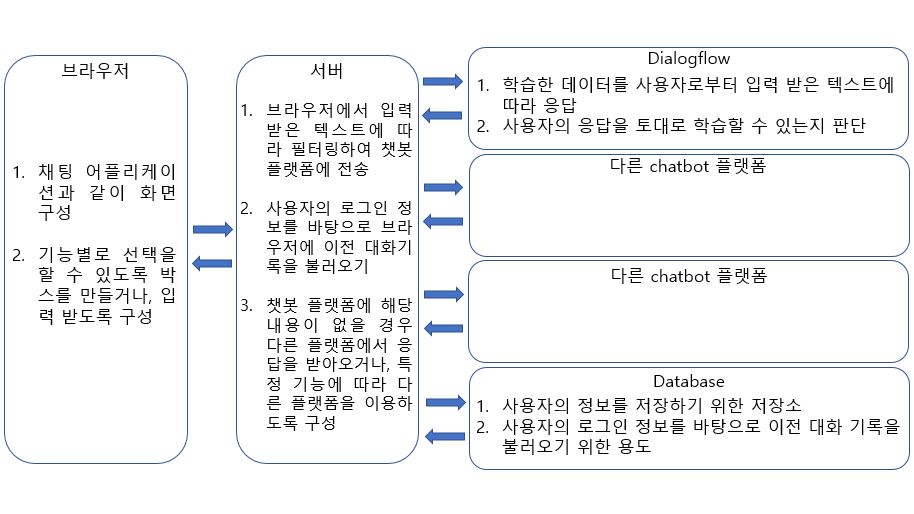 브라우저
1. 채팅 어플리케이
션과 같이 화면
구성
2. 기능별로 선택을
할 수 있도록 박
스를 만들거나, 입
력 받도록 구성
서버
1. 브라우저에서 입력
받은 텍스트에 따
라 필터링하여 챗봇
플랫폼에 전송
2. 사용자의 로그인 정
보를 바탕으로 브라
우저에 이전 대화기
록을 불러오기
3. 챗봇 플랫폼에 해당
내용이 없을 경우
다른 플랫폼에서 응
답을 받아오거나, 특
정 기능에 따라 다
른 플랫폼을 이용하
도록 구성
Dialogflow
1. 학습한 데이터를 사용자로부터 입력 받은 텍스트에
따라 응답
2. 사용자의 응답을 토대로 학습할 수 있는지 판단
다른 chatbot 플랫폼
다른 chatbot 플랫폼
Database
1. 사용자의 정보를 저장하기 위한 저장소
2. 사용자의 로그인 정보를 바탕으로 이전 대화 기록을
불러오기 위한 용도